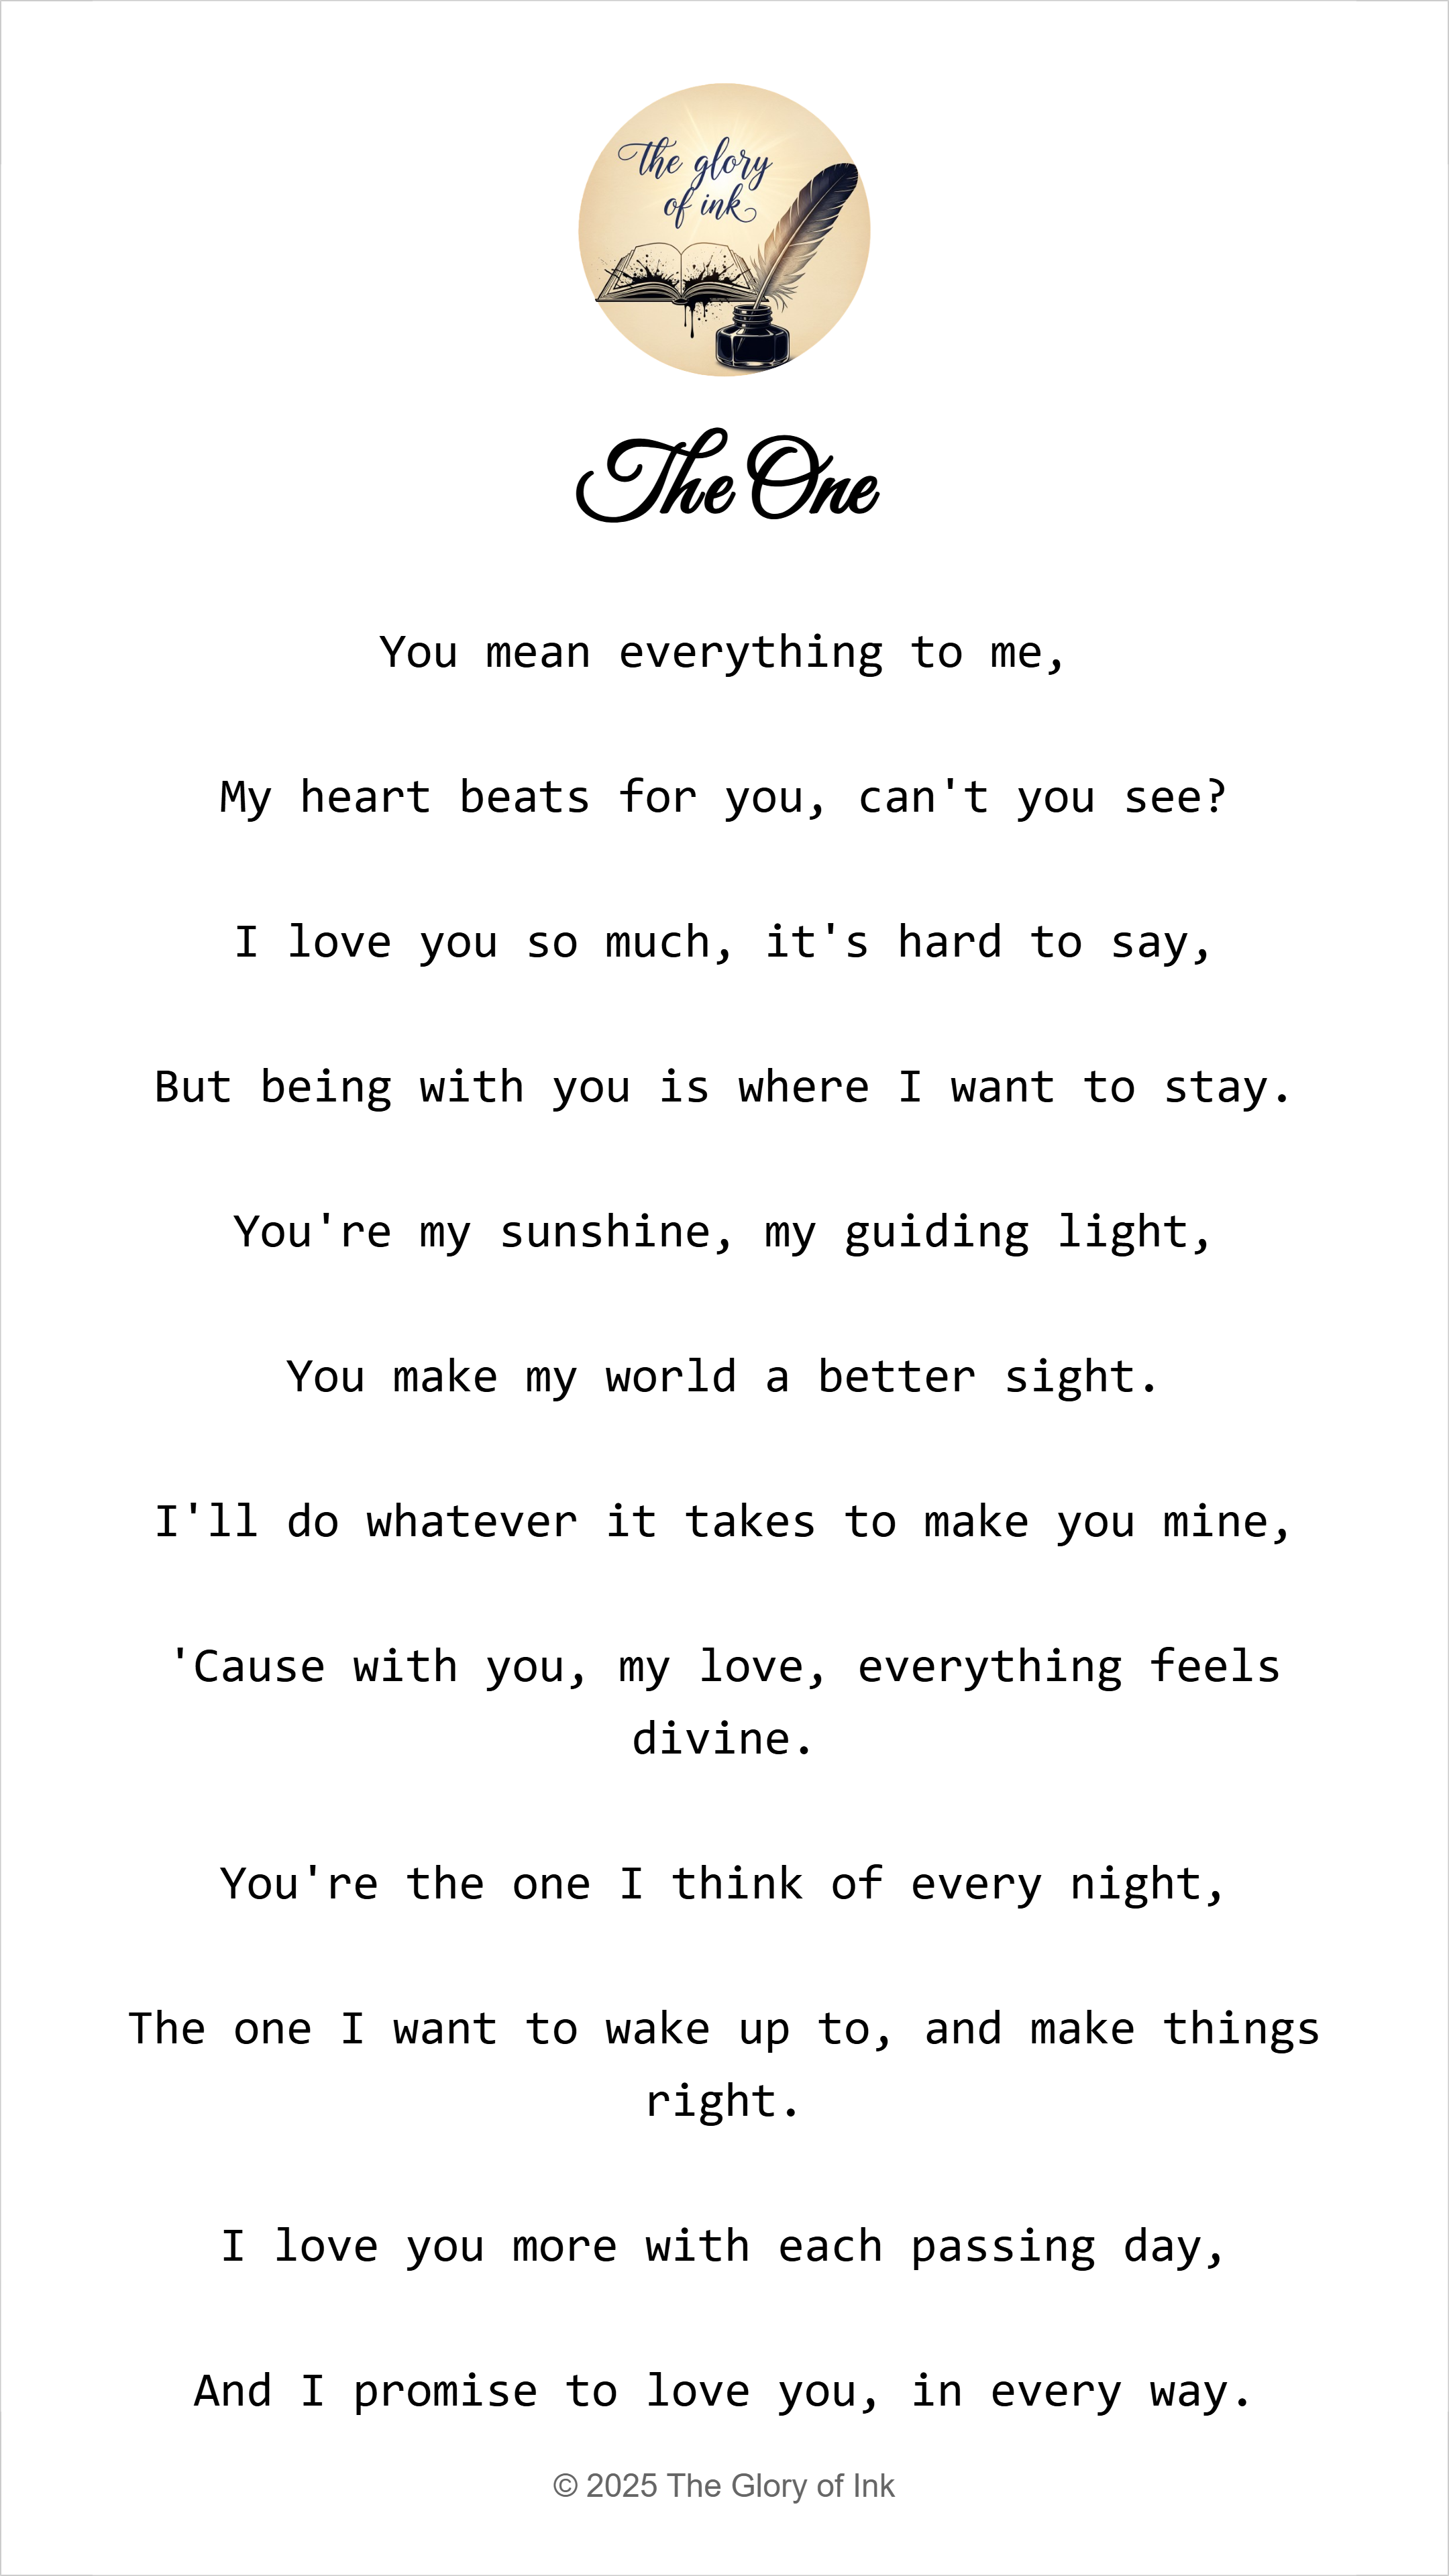 the glory
of ink
The One
You mean everything to me,
My heart beats for you, can't you see?
I love you so much, it's hard to say,
But being with you is where I want to stay.
You're my sunshine, my guiding light,
You make my world a better sight.
I'll do whatever it takes to make you mine,
'Cause with you, my love, everything feels
divine.
You're the one I think of every night,
The one I want to wake up to, and make things
right.
I love you more with each passing day,
And I promise to love you, in every way.
© 2025 The Glory of Ink